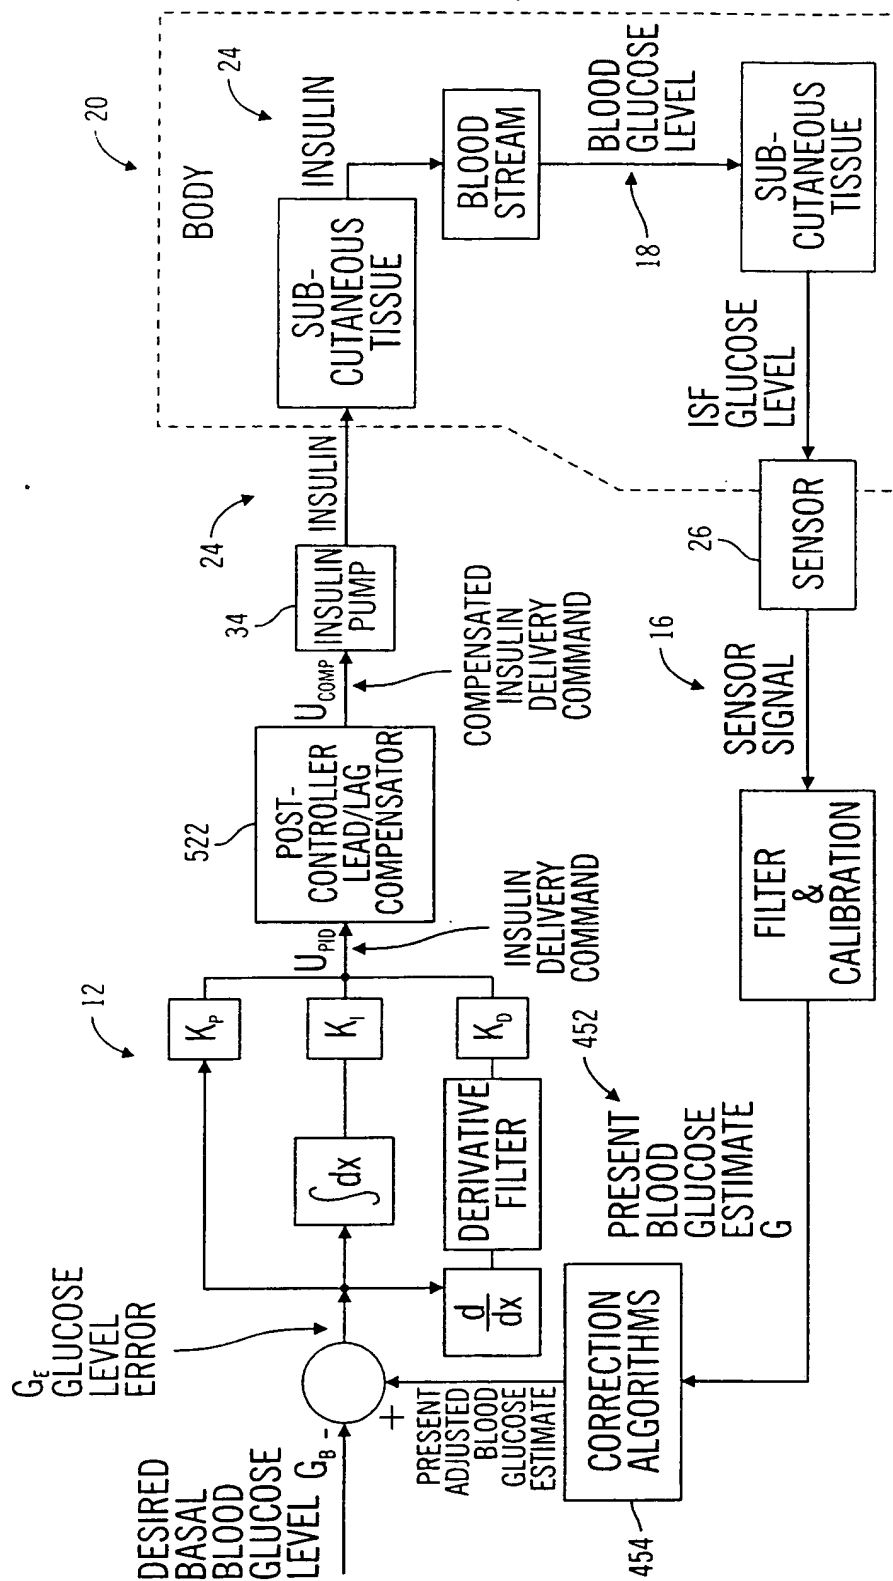 20
24
BODY
INSULIN
SUB-
CUTANEOUS
TISSUE
BLOOD
STREAM
BLOOD
GLUCOSE
LEVEL
18
SUB-
CUTANEOUS
TISSUE
ISF
GLUCOSE
LEVEL
24
INSULIN
34
INSULIN
PUMP
U_COMP
COMPENSATED
INSULIN
DELIVERY
COMMAND
26
SENSOR
16
SENSOR
SIGNAL
522
POST-
CONTROLLER
LEAD/LAG
COMPENSATOR
U_PID
INSULIN
DELIVERY
COMMAND
FILTER
&
CALIBRATION
12
K_P
K_I
K_D
∫dx
DERIVATIVE
FILTER
d/dx
452
PRESENT
BLOOD
GLUCOSE
ESTIMATE
G
G_E
GLUCOSE
LEVEL
ERROR
DESIRED
BASAL
BLOOD
GLUCOSE
LEVEL G_B -
+
PRESENT
ADJUSTED
BLOOD
GLUCOSE
ESTIMATE
CORRECTION
ALGORITHMS
454